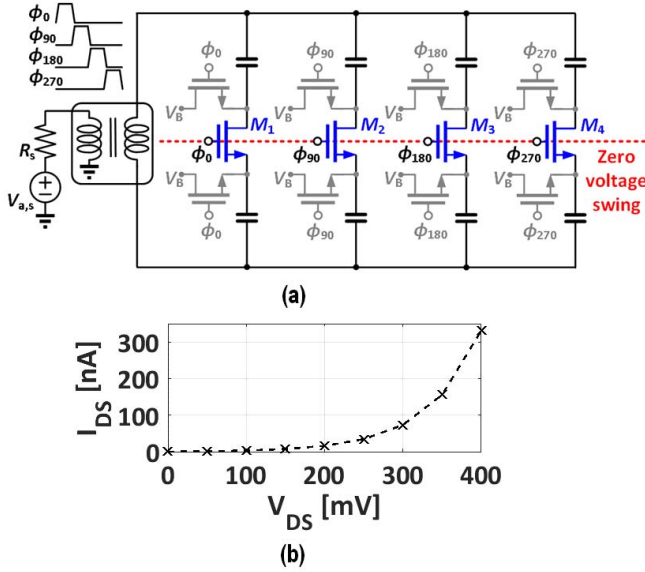 ϕ0
ϕ90
ϕ180
ϕ270
Rs
Va,s
ϕ0 ϕ90 ϕ180 ϕ270
VB VB VB VB
M1 M2 M3 M4
ϕ0 ϕ90 ϕ180 ϕ270
VB VB VB VB
ϕ0 ϕ90 ϕ180 ϕ270
Zero
voltage
swing
(a)
IDS [nA]
300
200
100
0
0 100 200 300 400
VDS [mV]
(b)